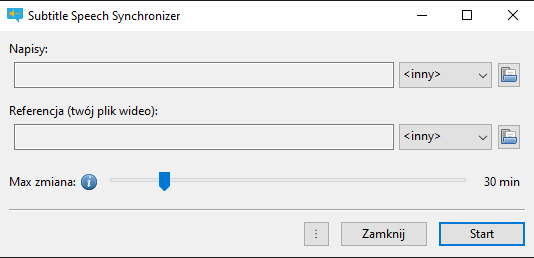 Subtitle Speech Synchronizer
Napisy:
<inny>
Referencja (twój plik wideo):
<inny>
Max zmiana: i 30 min
Zamknij Start